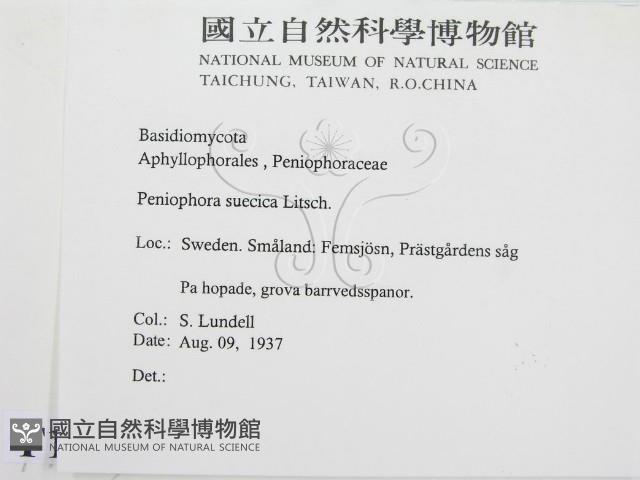 國立自然科學博物館
NATIONAL MUSEUM OF NATURAL SCIENCE
TAICHUNG, TAIWAN, R.O.CHINA
Basidiomycota
Aphyllophorales , Peniophoraceae
Peniophora suecica Litsch.
Loc.: Sweden. Småland: Femsjösn, Prästgårdens såg
Pa hopade, grova barrvedsspanor.
Col.: S. Lundell
Date: Aug. 09, 1937
Det.:
國立自然科學博物館
NATIONAL MUSEUM OF NATURAL SCIENCE